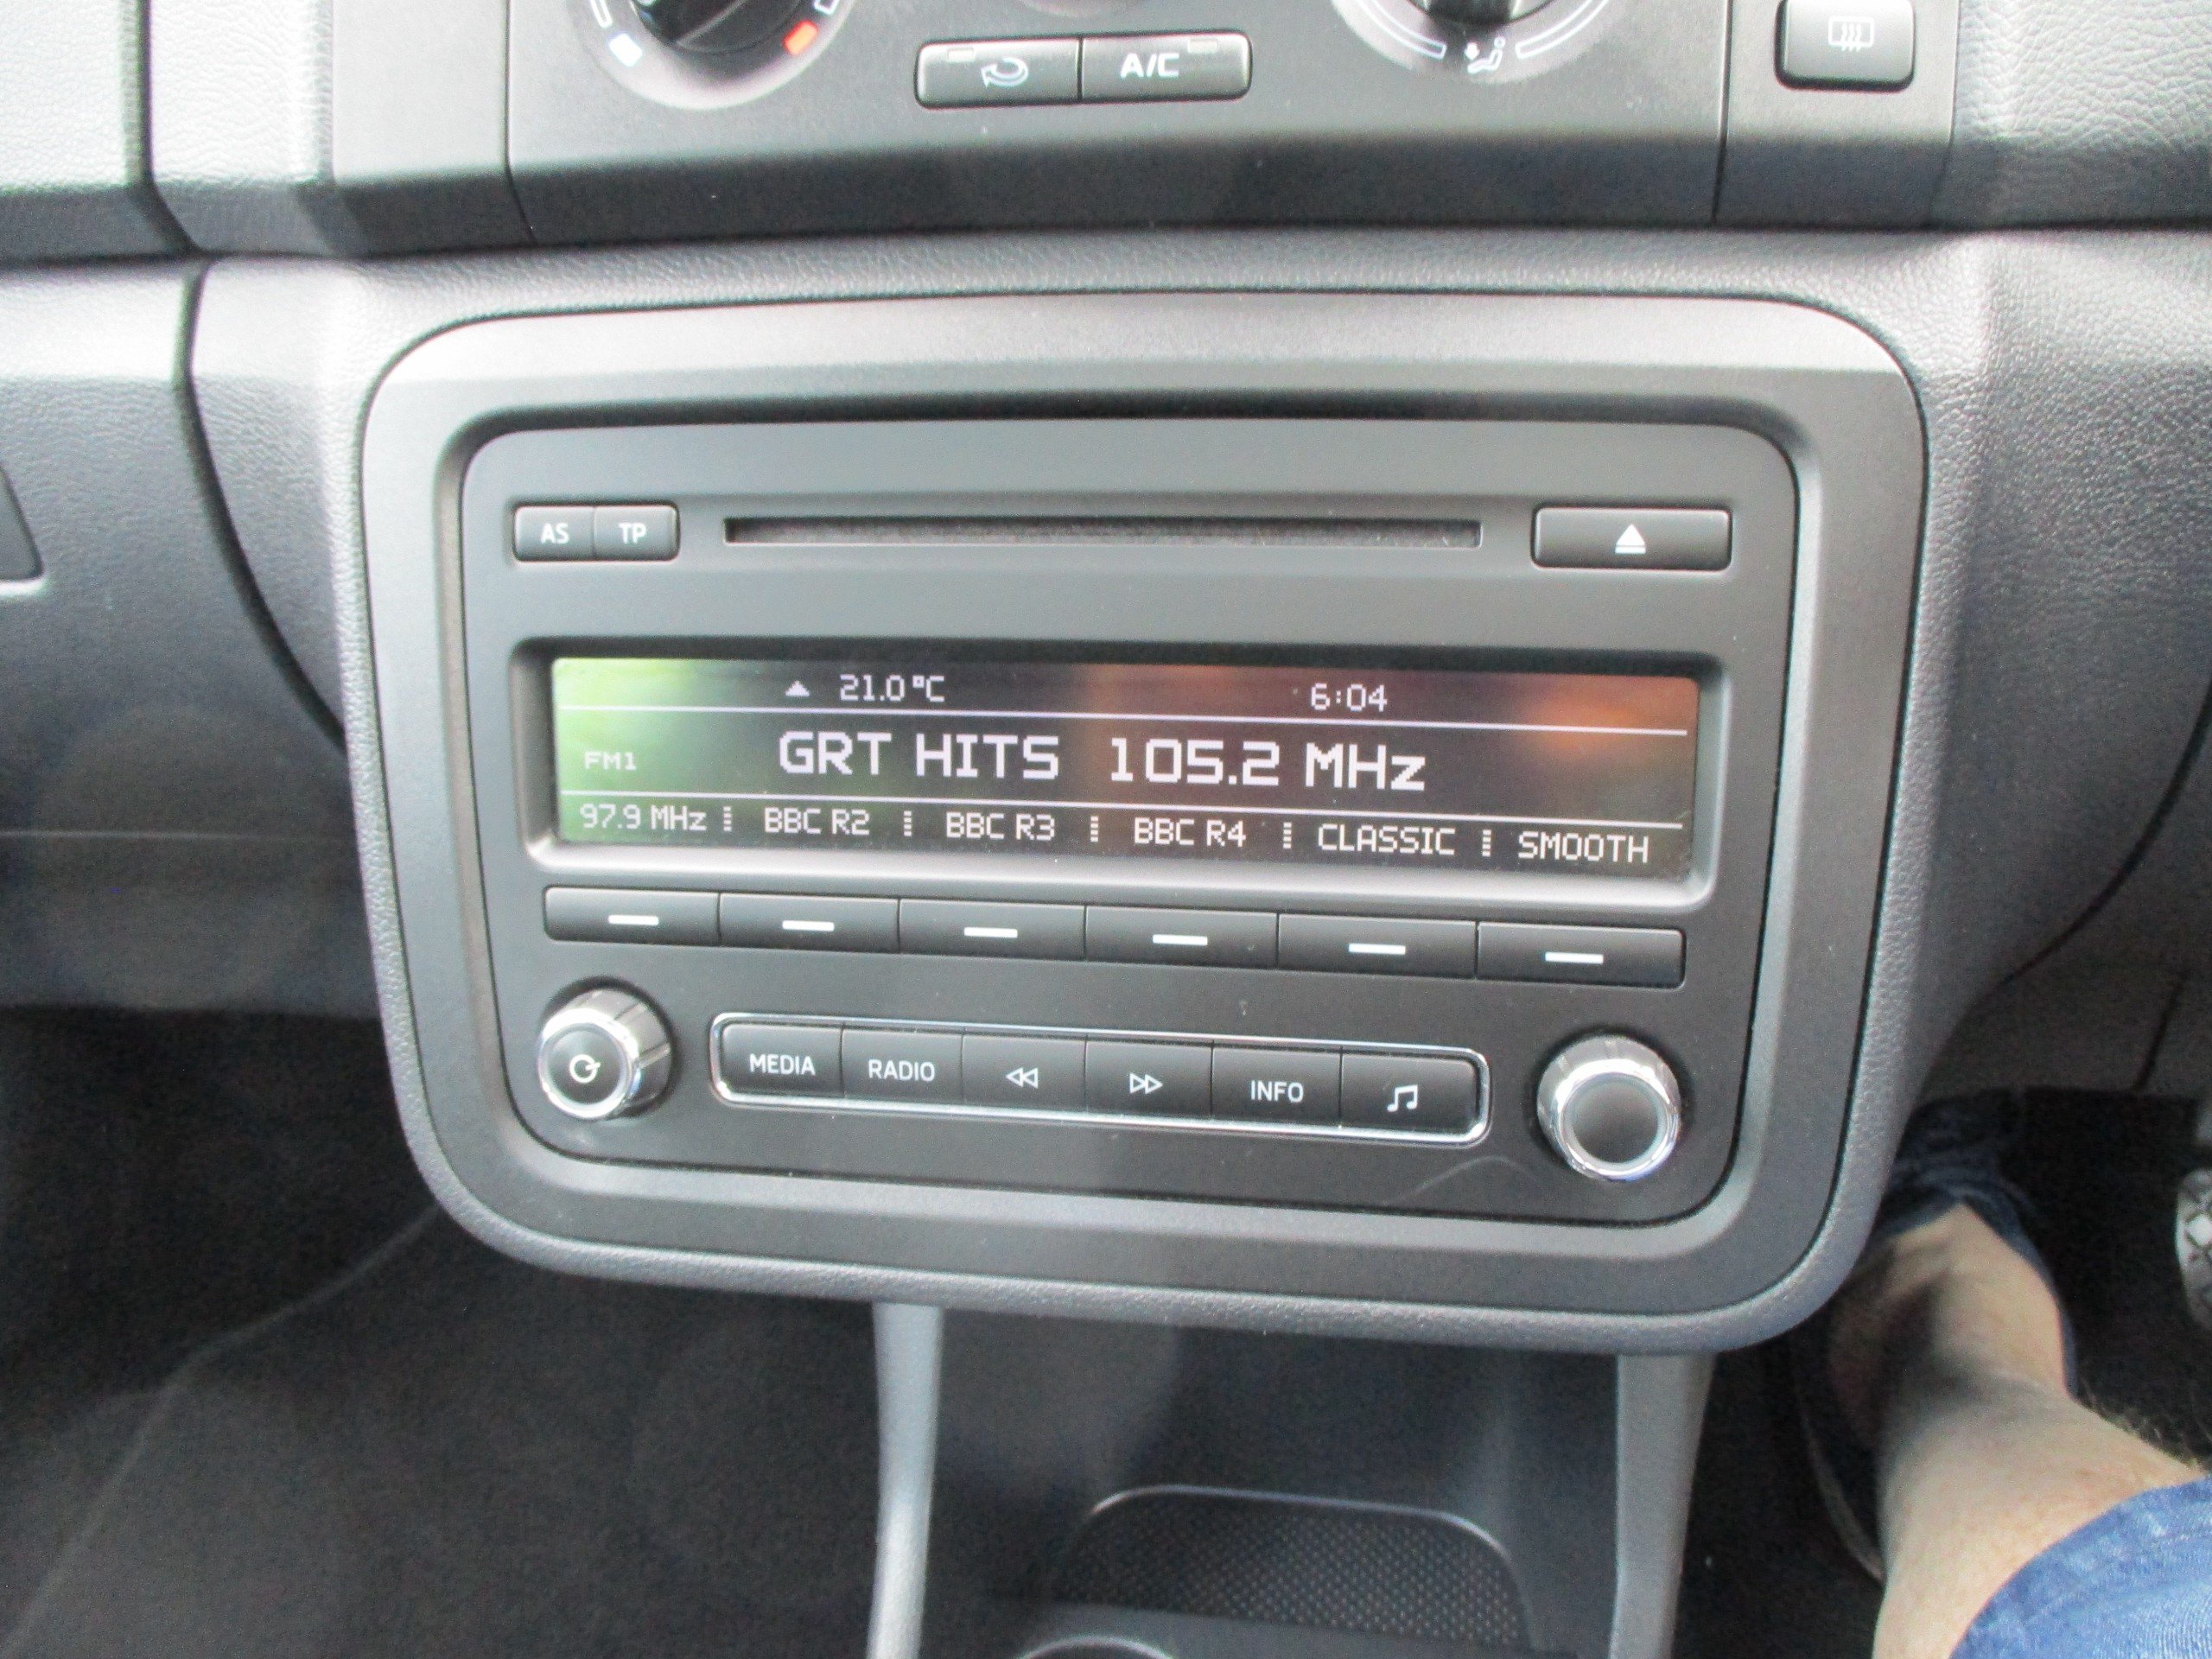 A/C
AS TP
21.0°C 6:04
FM1 GRT HITS 105.2 MHz
97.9 MHz BBC R2 BBC R3 BBC R4 CLASSIC SMOOTH
MEDIA RADIO INFO